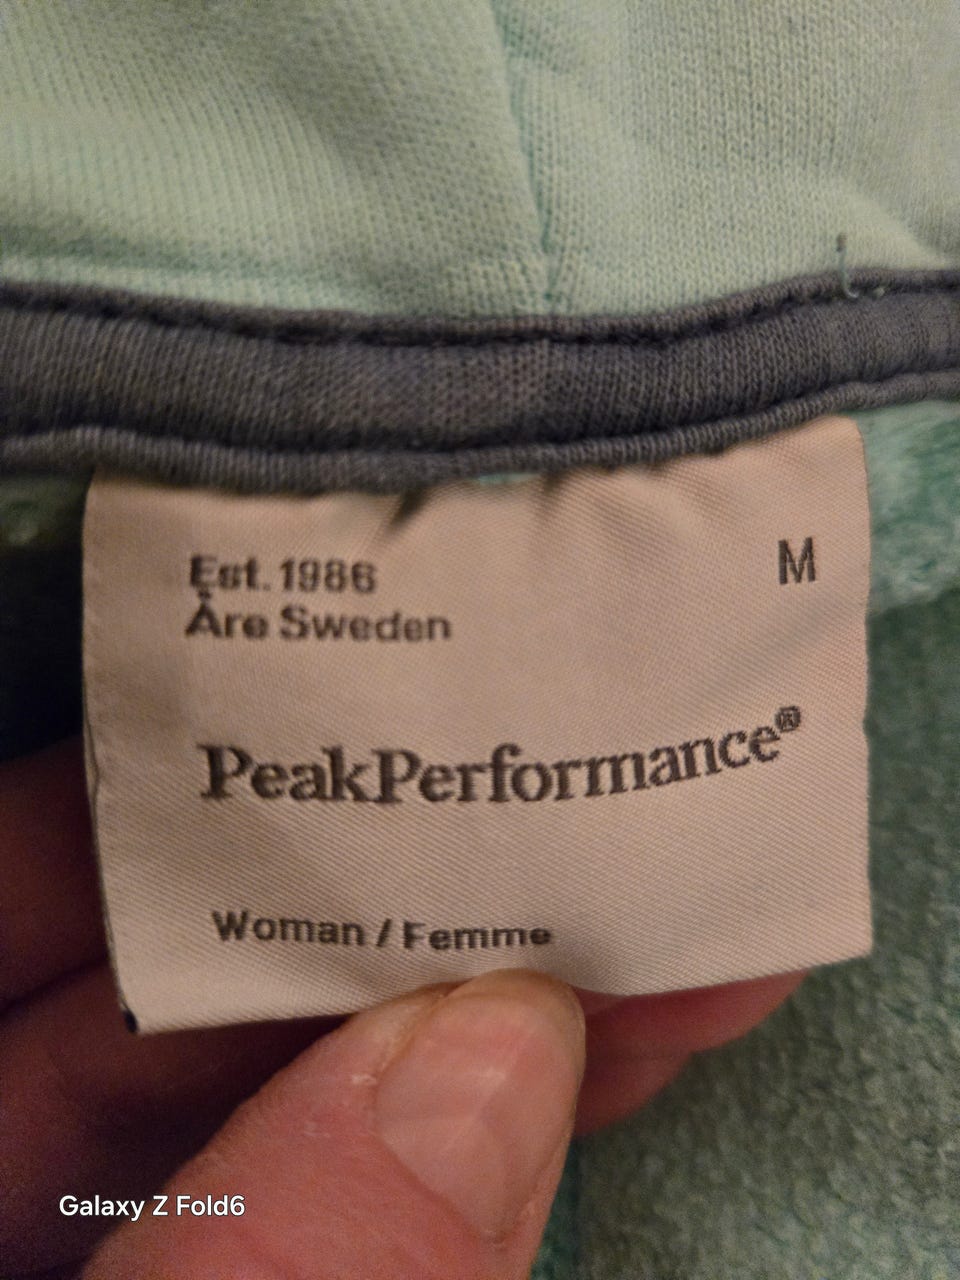 Est. 1986
M
Åre Sweden
PeakPerformance®
Woman / Femme
Galaxy Z Fold6